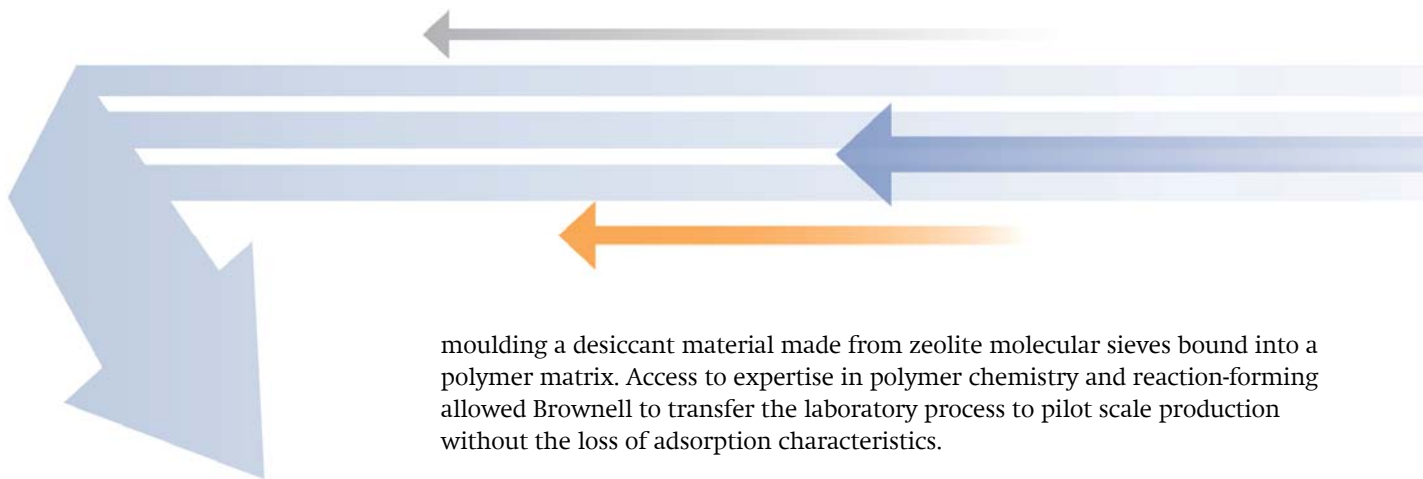 moulding a desiccant material made from zeolite molecular sieves bound into a
polymer matrix. Access to expertise in polymer chemistry and reaction-forming
allowed Brownell to transfer the laboratory process to pilot scale production
without the loss of adsorption characteristics.